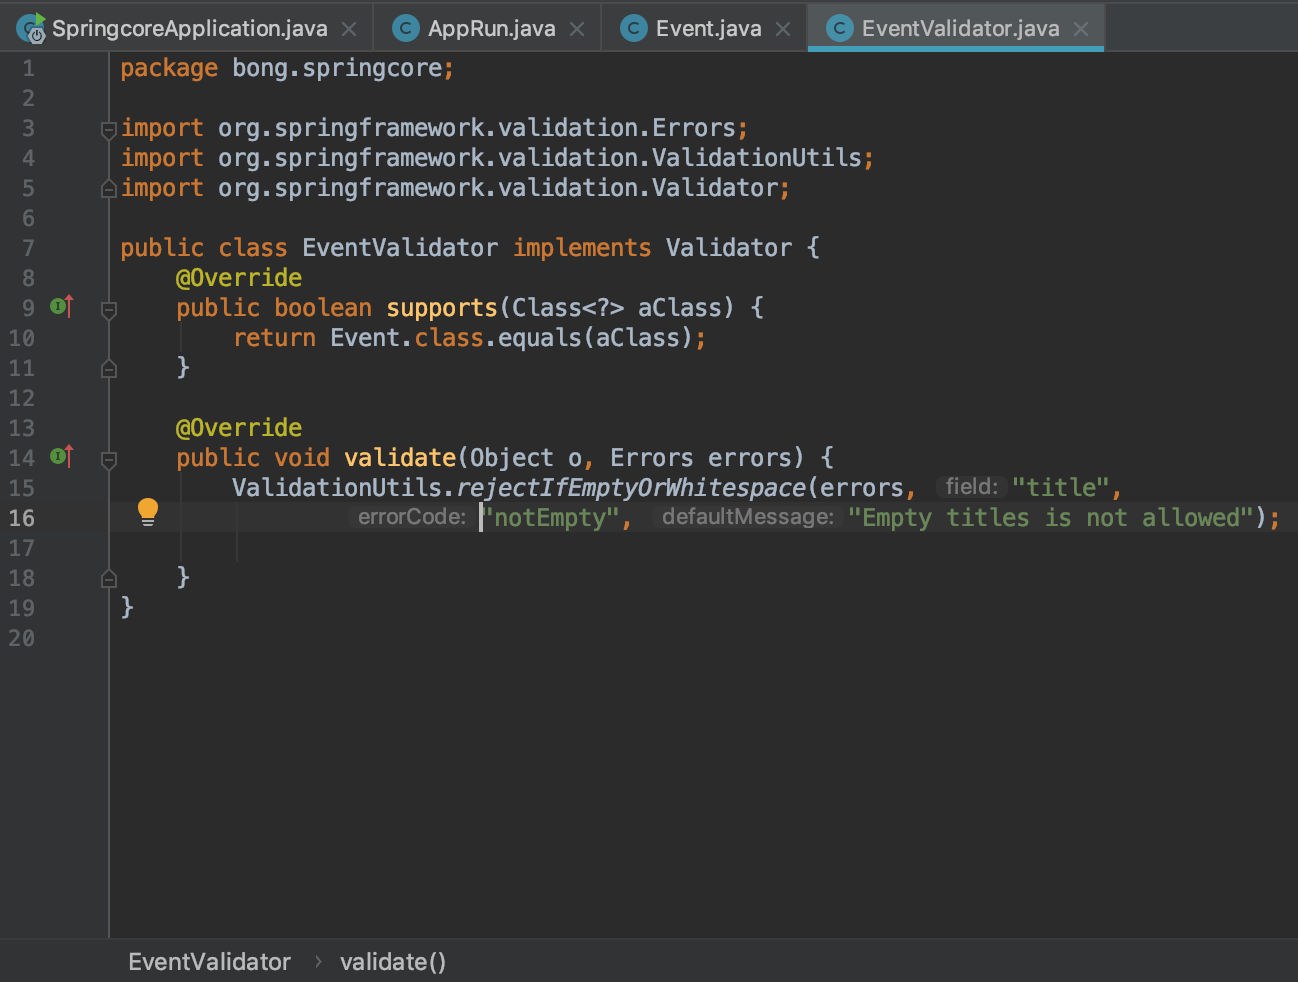 SpringcoreApplication.java AppRun.java Event.java EventValidator.java
1 package bong.springcore;
2
3 import org.springframework.validation.Errors;
4 import org.springframework.validation.ValidationUtils;
5 import org.springframework.validation.Validator;
6
7 public class EventValidator implements Validator {
8 @Override
9 public boolean supports(Class<?> aClass) {
10 return Event.class.equals(aClass);
11 }
12
13 @Override
14 public void validate(Object o, Errors errors) {
15 ValidationUtils.rejectIfEmptyOrWhitespace(errors, field: "title",
16 errorCode: "notEmpty", defaultMessage: "Empty titles is not allowed");
17
18 }
19 }
20
EventValidator › validate()